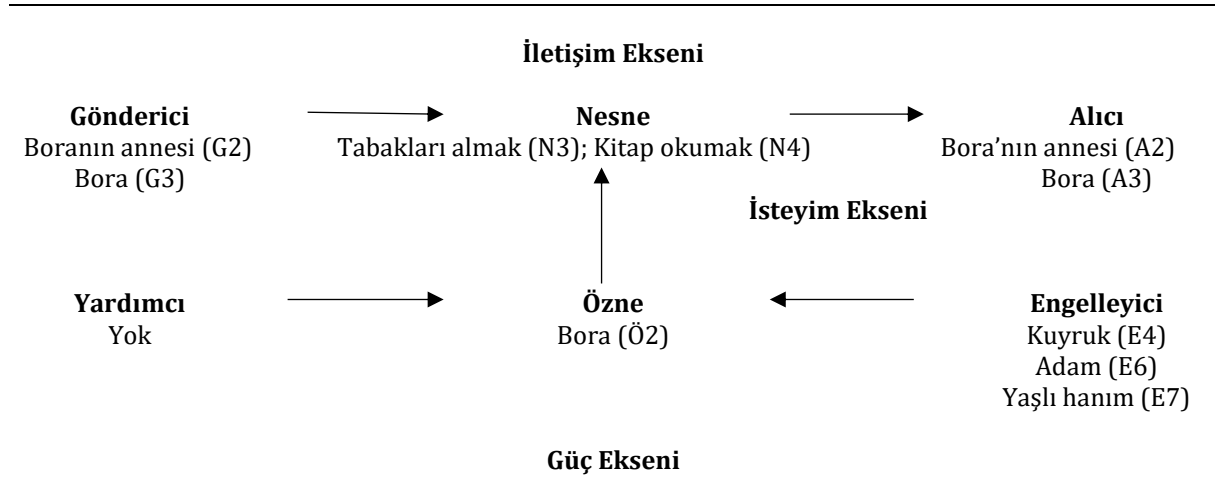 İletişim Ekseni
Gönderici Nesne Alıcı
Boranın annesi (G2) Tabakları almak (N3); Kitap okumak (N4) Bora’nın annesi (A2)
Bora (G3) Bora (A3)
İsteyim Ekseni
Yardımcı Özne Engelleyici
Yok Bora (Ö2) Kuyruk (E4)
Adam (E6)
Yaşlı hanım (E7)
Güç Ekseni